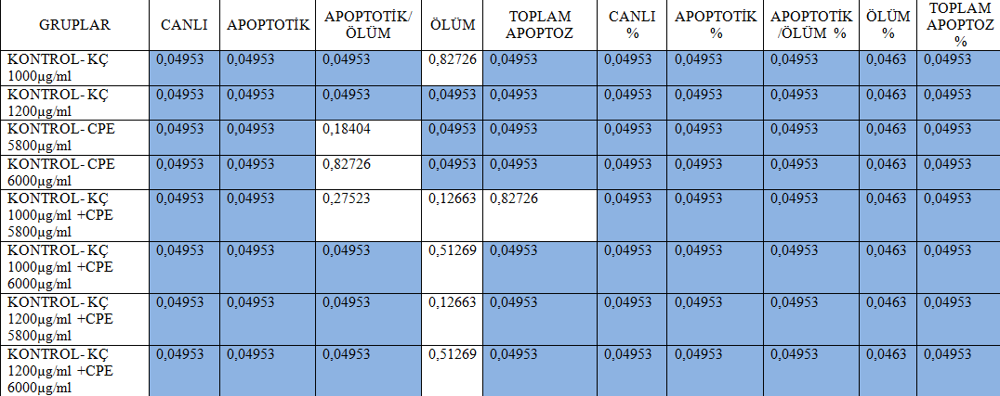 GRUPLAR CANLI APOPTOTİK APOPTOTİK/ ÖLÜM ÖLÜM TOPLAM APOPTOZ CANLI % APOPTOTİK % APOPTOTİK /ÖLÜM % ÖLÜM % TOPLAM APOPTOZ %
KONTROL- KÇ 0,04953 0,04953 0,04953 0,82726 0,04953 0,04953 0,04953 0,04953 0,0463 0,04953
1000µg/ml
KONTROL- KÇ 0,04953 0,04953 0,04953 0,04953 0,04953 0,04953 0,04953 0,04953 0,0463 0,04953
1200µg/ml
KONTROL- CPE 0,04953 0,04953 0,18404 0,04953 0,04953 0,04953 0,04953 0,04953 0,0463 0,04953
5800µg/ml
KONTROL- CPE 0,04953 0,04953 0,82726 0,04953 0,04953 0,04953 0,04953 0,04953 0,0463 0,04953
6000µg/ml
KONTROL- KÇ 0,04953 0,04953 0,27523 0,12663 0,82726 0,04953 0,04953 0,04953 0,0463 0,04953
1000µg/ml +CPE
5800µg/ml
KONTROL- KÇ 0,04953 0,04953 0,04953 0,51269 0,04953 0,04953 0,04953 0,04953 0,0463 0,04953
1000µg/ml +CPE
6000µg/ml
KONTROL- KÇ 0,04953 0,04953 0,04953 0,12663 0,04953 0,04953 0,04953 0,04953 0,0463 0,04953
1200µg/ml +CPE
5800µg/ml
KONTROL- KÇ 0,04953 0,04953 0,04953 0,51269 0,04953 0,04953 0,04953 0,04953 0,0463 0,04953
1200µg/ml +CPE
6000µg/ml